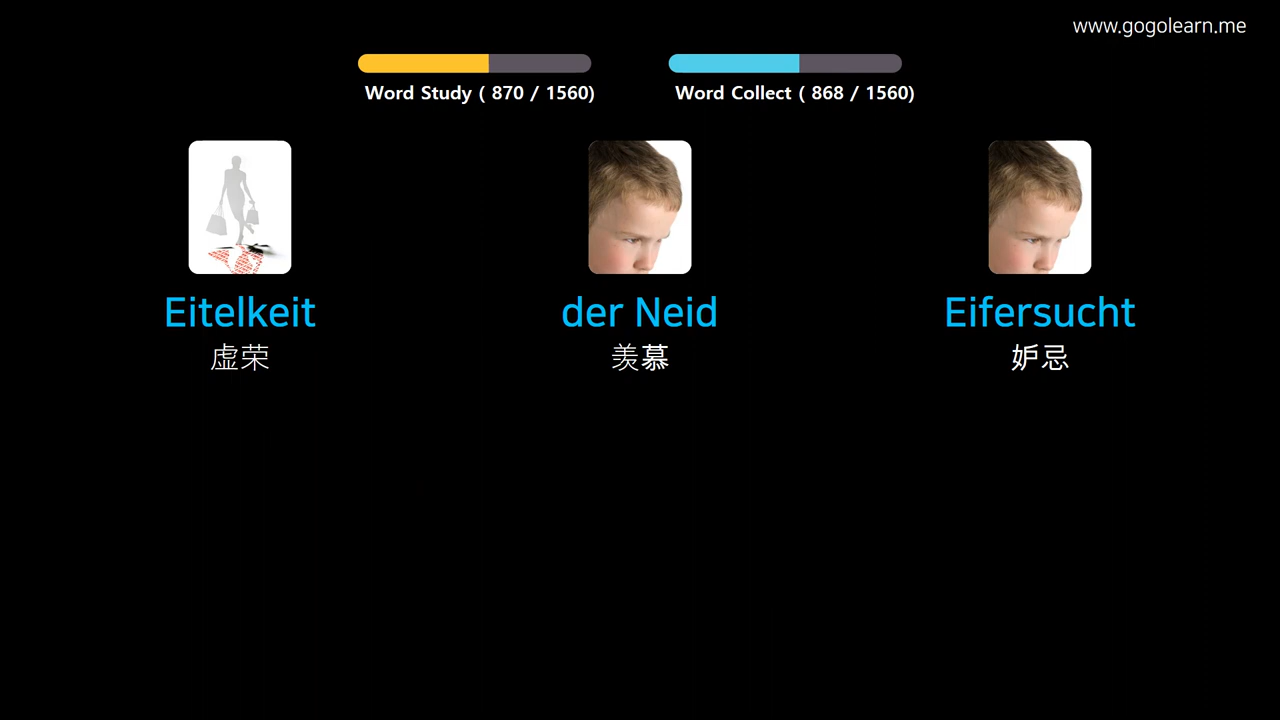 www.gogolearn.me
Word Study ( 870 / 1560)
Word Collect ( 868 / 1560)
Eitelkeit
der Neid
Eifersucht
虚荣
羡慕
妒忌